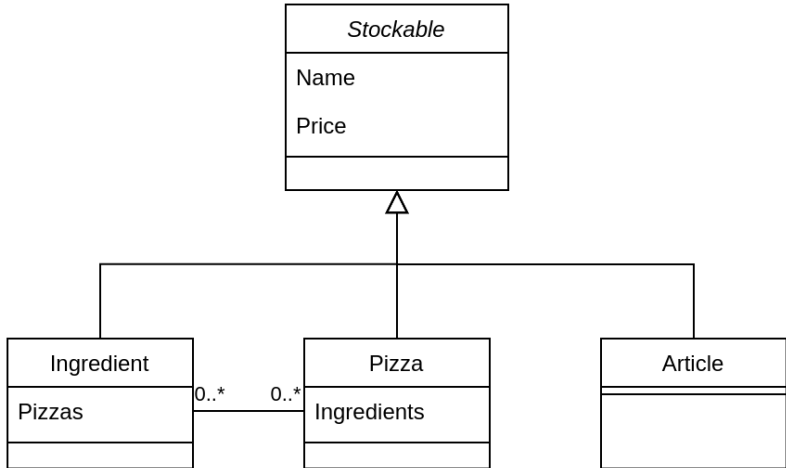 Stockable
Name
Price
Ingredient
Pizza
Article
Pizzas
0..*
0..*
Ingredients